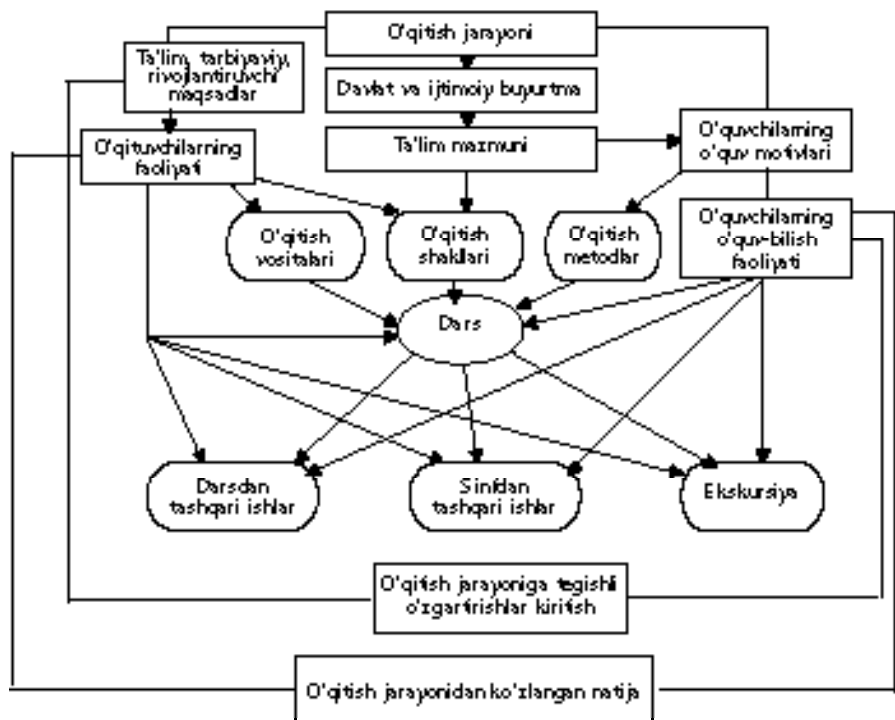 O'qitish jarayoni
Ta'lim, tarbiyaviy,
rivojlantiruvchi
maqsadlar
Davlat va ijtimoiy buyurtma
O'qituvchilarning
faoliyati
Ta'lim mazmuni
O'quvchilarning
o'quv motivlari
O'qitish
vositalari
O'qitish
shakllari
O'qitish
metodlar
O'quvchilarning
o'quv-bilish
faoliyati
Dars
Darsdan
tashqari ishlar
Sinfdan
tashqari ishlar
Ekskursiya
O'qitish jarayoniga tegishli
o'zgartirishlar kiritish
O'qitish jarayonidan ko'zlangan natija